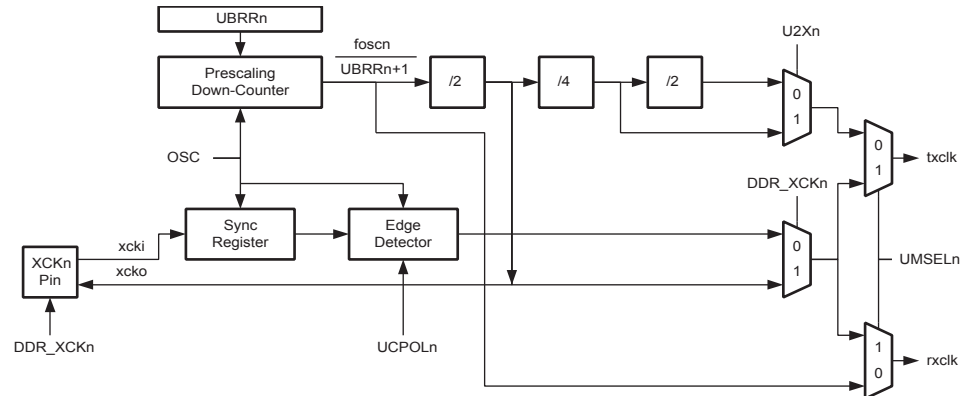 UBRRn
U2Xn
foscn
UBRRn+1
Prescaling
Down-Counter
/2
/4
/2
0
1
OSC
0
1
txclk
DDR_XCKn
Sync
Register
Edge
Detector
xcki
xcko
XCKn
Pin
0
1
UMSELn
DDR_XCKn
UCPOLn
1
0
rxclk